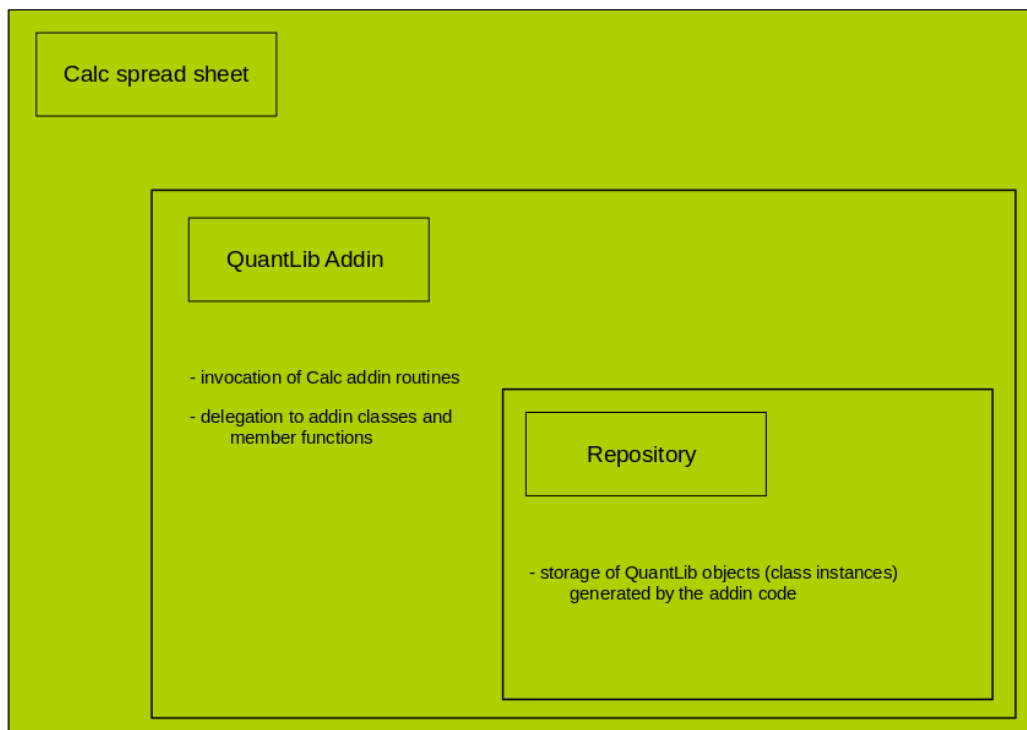 Calc spread sheet
QuantLib Addin
- invocation of Calc addin routines
- delegation to addin classes and
member functions
Repository
- storage of QuantLib objects (class instances)
generated by the addin code